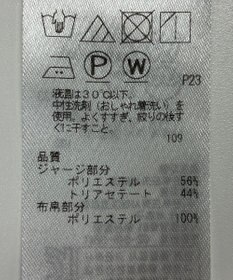 P W
P23
液温は30℃以下。
中性洗剤(おしゃれ着洗い)を
使用。よくすすぎ、絞りの後す
ぐに干すこと。
109
品質
ジャージ部分
ポリエステル 56%
トリアセテート 44%
布帛部分
ポリエステル 100%